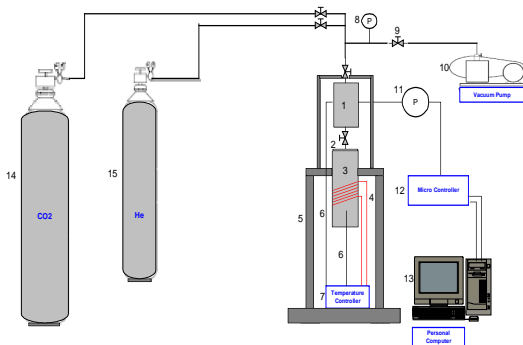 8
P
9
10
Vacuum Pump
1
11
P
2
3
14
15
CO2
He
12
Micro Controller
4
5
6
6
13
7
Temperature
Controller
Personal
Computer